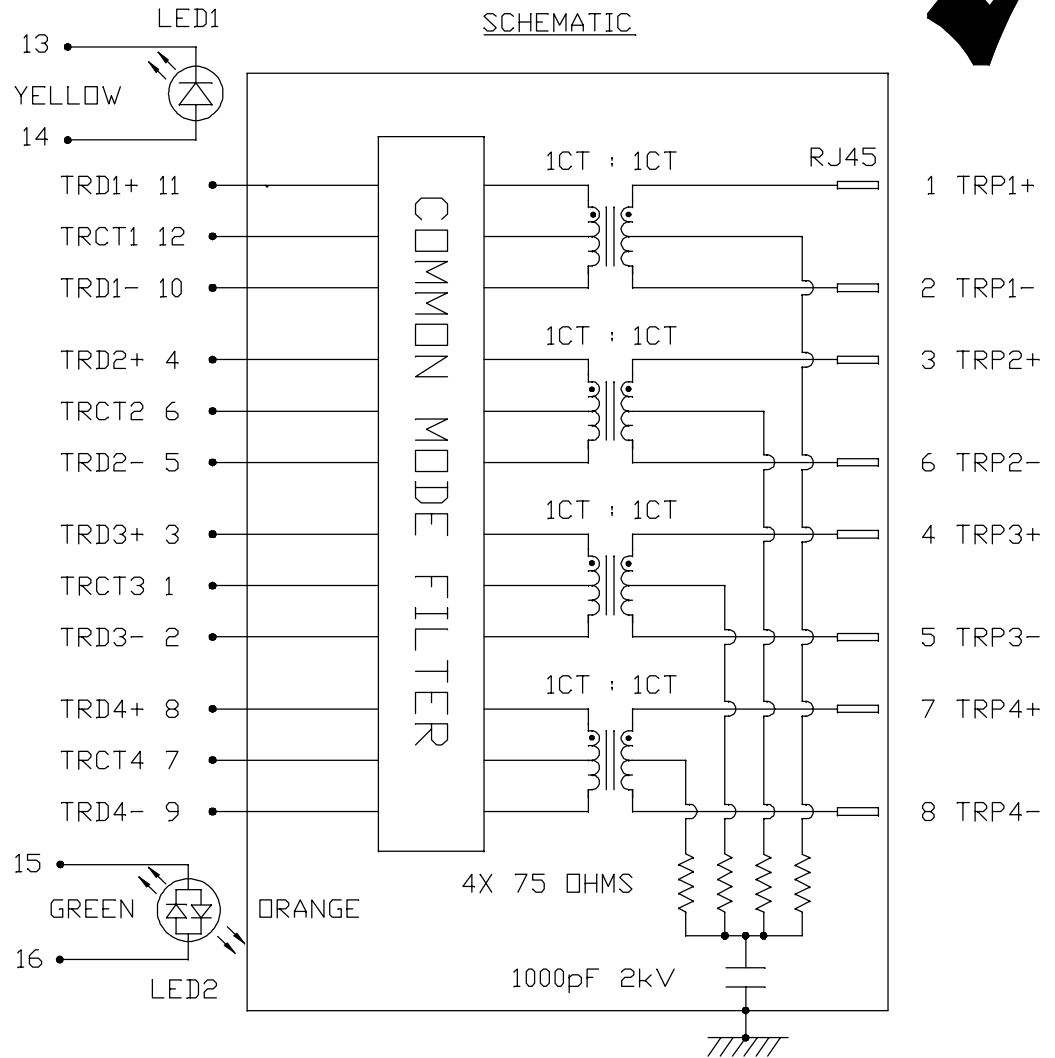 SCHEMATIC
LED1
13
YELLOW
14
1CT : 1CT
RJ45
TRD1+ 11
1 TRP1+
TRCT1 12
TRD1- 10
2 TRP1-
1CT : 1CT
TRD2+ 4
3 TRP2+
TRCT2 6
TRD2- 5
6 TRP2-
1CT : 1CT
TRD3+ 3
4 TRP3+
TRCT3 1
TRD3- 2
5 TRP3-
1CT : 1CT
TRD4+ 8
7 TRP4+
TRCT4 7
TRD4- 9
8 TRP4-
COMMON MODE FILTER
15
GREEN
ORANGE
16
LED2
4X 75 OHMS
1000pF 2kV